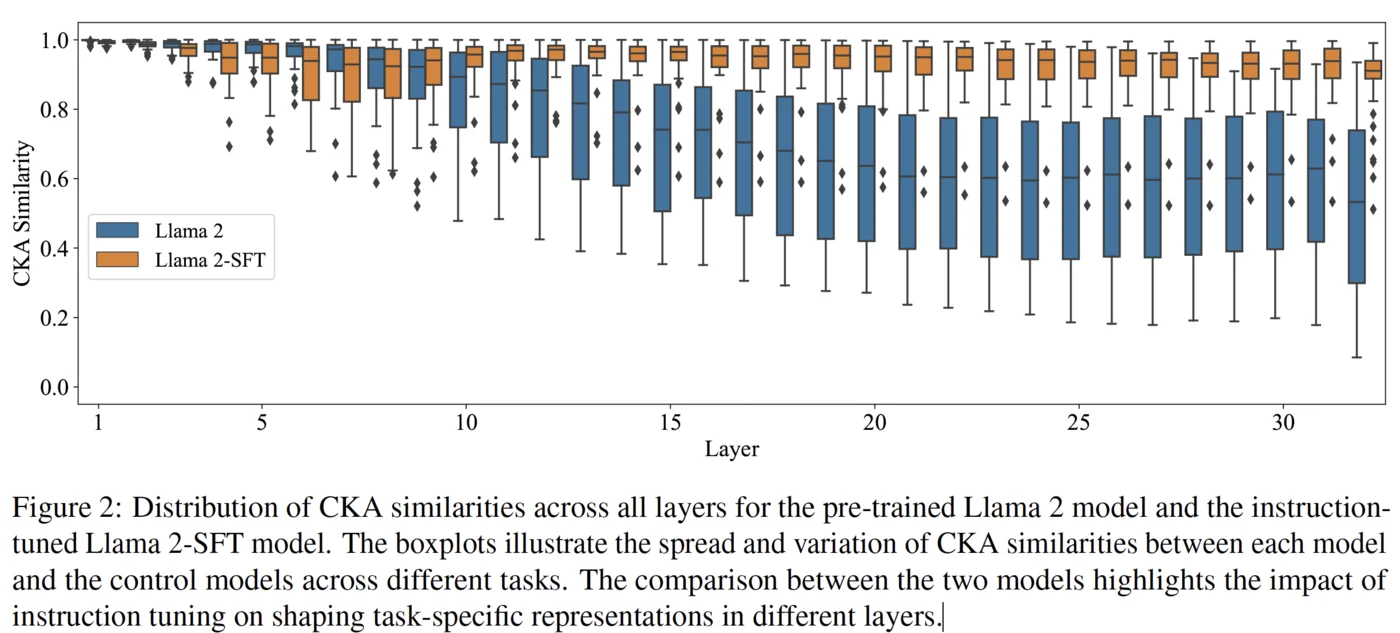 1.0
0.8
0.6
0.4
0.2
0.0
CKA Similarity
Llama 2
Llama 2-SFT
1 5 10 15 20 25 30
Layer
Figure 2: Distribution of CKA similarities across all layers for the pre-trained Llama 2 model and the instruction-
tuned Llama 2-SFT model. The boxplots illustrate the spread and variation of CKA similarities between each model
and the control models across different tasks. The comparison between the two models highlights the impact of
instruction tuning on shaping task-specific representations in different layers.